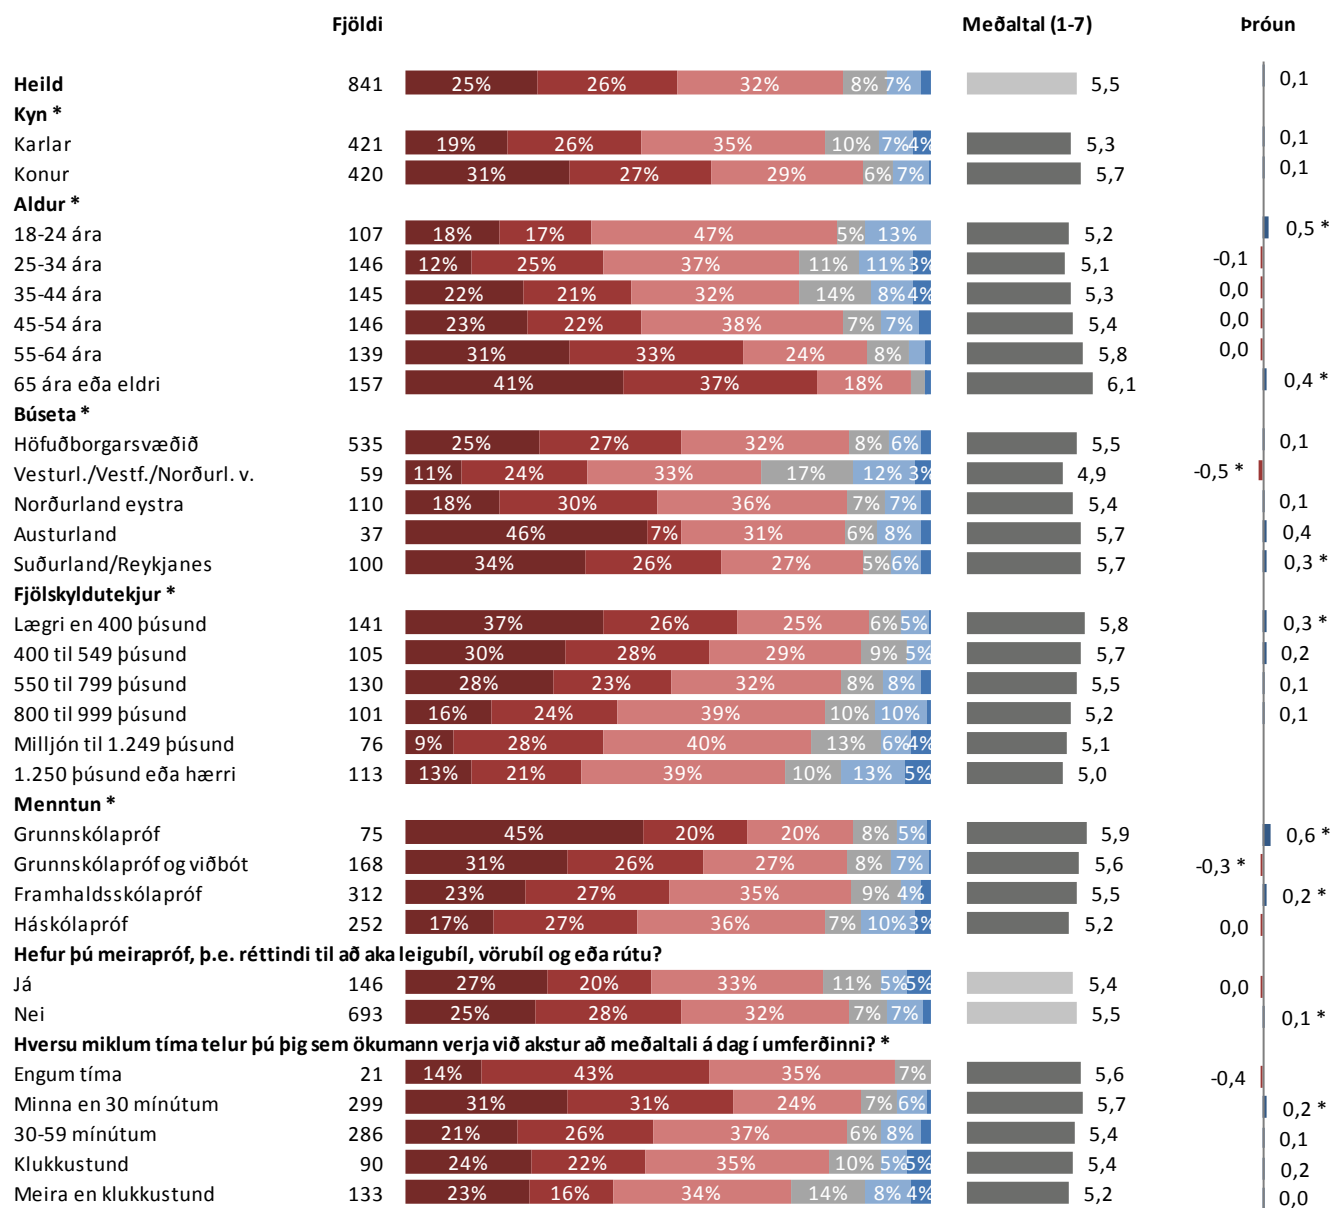 Fjöldi Meðaltal (1-7) Þróun
Heild 841 25% 26% 32% 8% 7% 5,5 0,1
Kyn *
Karlar 421 19% 26% 35% 10% 7% 4% 5,3 0,1
Konur 420 31% 27% 29% 6% 7% 5,7 0,1
Aldur *
18-24 ára 107 18% 17% 47% 5% 13% 5,2 0,5 *
25-34 ára 146 12% 25% 37% 11% 11% 3% 5,1 -0,1
35-44 ára 145 22% 21% 32% 14% 8% 4% 5,3 0,0
45-54 ára 146 23% 22% 38% 7% 7% 5,4 0,0
55-64 ára 139 31% 33% 24% 8% 5,8 0,0
65 ára eða eldri 157 41% 37% 18% 6,1 0,4 *
Búseta *
Höfuðborgarsvæðið 535 25% 27% 32% 8% 6% 5,5 0,1
Vesturl./Vestf./Norðurl. v. 59 11% 24% 33% 17% 12% 3% 4,9 -0,5 *
Norðurland eystra 110 18% 30% 36% 7% 7% 5,4 0,1
Austurland 37 46% 7% 31% 6% 8% 5,7 0,4
Suðurland/Reykjanes 100 34% 26% 27% 5% 6% 5,7 0,3 *
Fjölskyldutekjur *
Lægri en 400 þúsund 141 37% 26% 25% 6% 5% 5,8 0,3 *
400 til 549 þúsund 105 30% 28% 29% 9% 5% 5,7 0,2
550 til 799 þúsund 130 28% 23% 32% 8% 8% 5,5 0,1
800 til 999 þúsund 101 16% 24% 39% 10% 10% 5,2 0,1
Milljón til 1.249 þúsund 76 9% 28% 40% 13% 6% 4% 5,1
1.250 þúsund eða hærri 113 13% 21% 39% 10% 13% 5% 5,0
Menntun *
Grunnskólapróf 75 45% 20% 20% 8% 5% 5,9 0,6 *
Grunnskólapróf og viðbót 168 31% 26% 27% 8% 7% 5,6 -0,3 *
Framhaldsskólapróf 312 23% 27% 35% 9% 4% 5,5 0,2 *
Háskólapróf 252 17% 27% 36% 7% 10% 3% 5,2 0,0
Hefur þú meirapróf, þ.e. réttindi til að aka leigubíl, vörubíl og eða rútu?
Já 146 27% 20% 33% 11% 5% 5% 5,4 0,0
Nei 693 25% 28% 32% 7% 7% 5,5 0,1 *
Hversu miklum tíma telur þú þig sem ökumann verja við akstur að meðaltali á dag í umferðinni? *
Engum tíma 21 14% 43% 35% 7% 5,6 -0,4
Minna en 30 mínútum 299 31% 31% 24% 7% 6% 5,7 0,2 *
30-59 mínútum 286 21% 26% 37% 6% 8% 5,4 0,1
Klukkustund 90 24% 22% 35% 10% 5% 5% 5,4 0,2
Meira en klukkustund 133 23% 16% 34% 14% 8% 4% 5,2 0,0